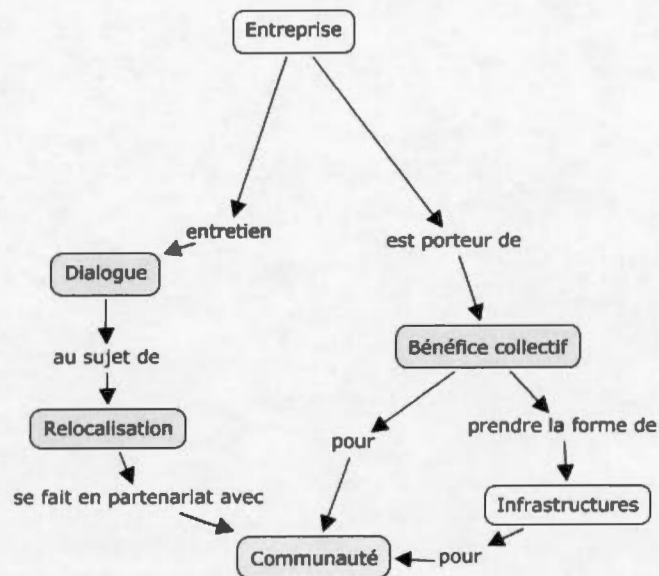 Entreprise
entretien
est porteur de
Dialogue
au sujet de
Bénéfice collectif
Relocalisation
pour
prendre la forme de
se fait en partenariat avec
Infrastructures
Communauté
pour